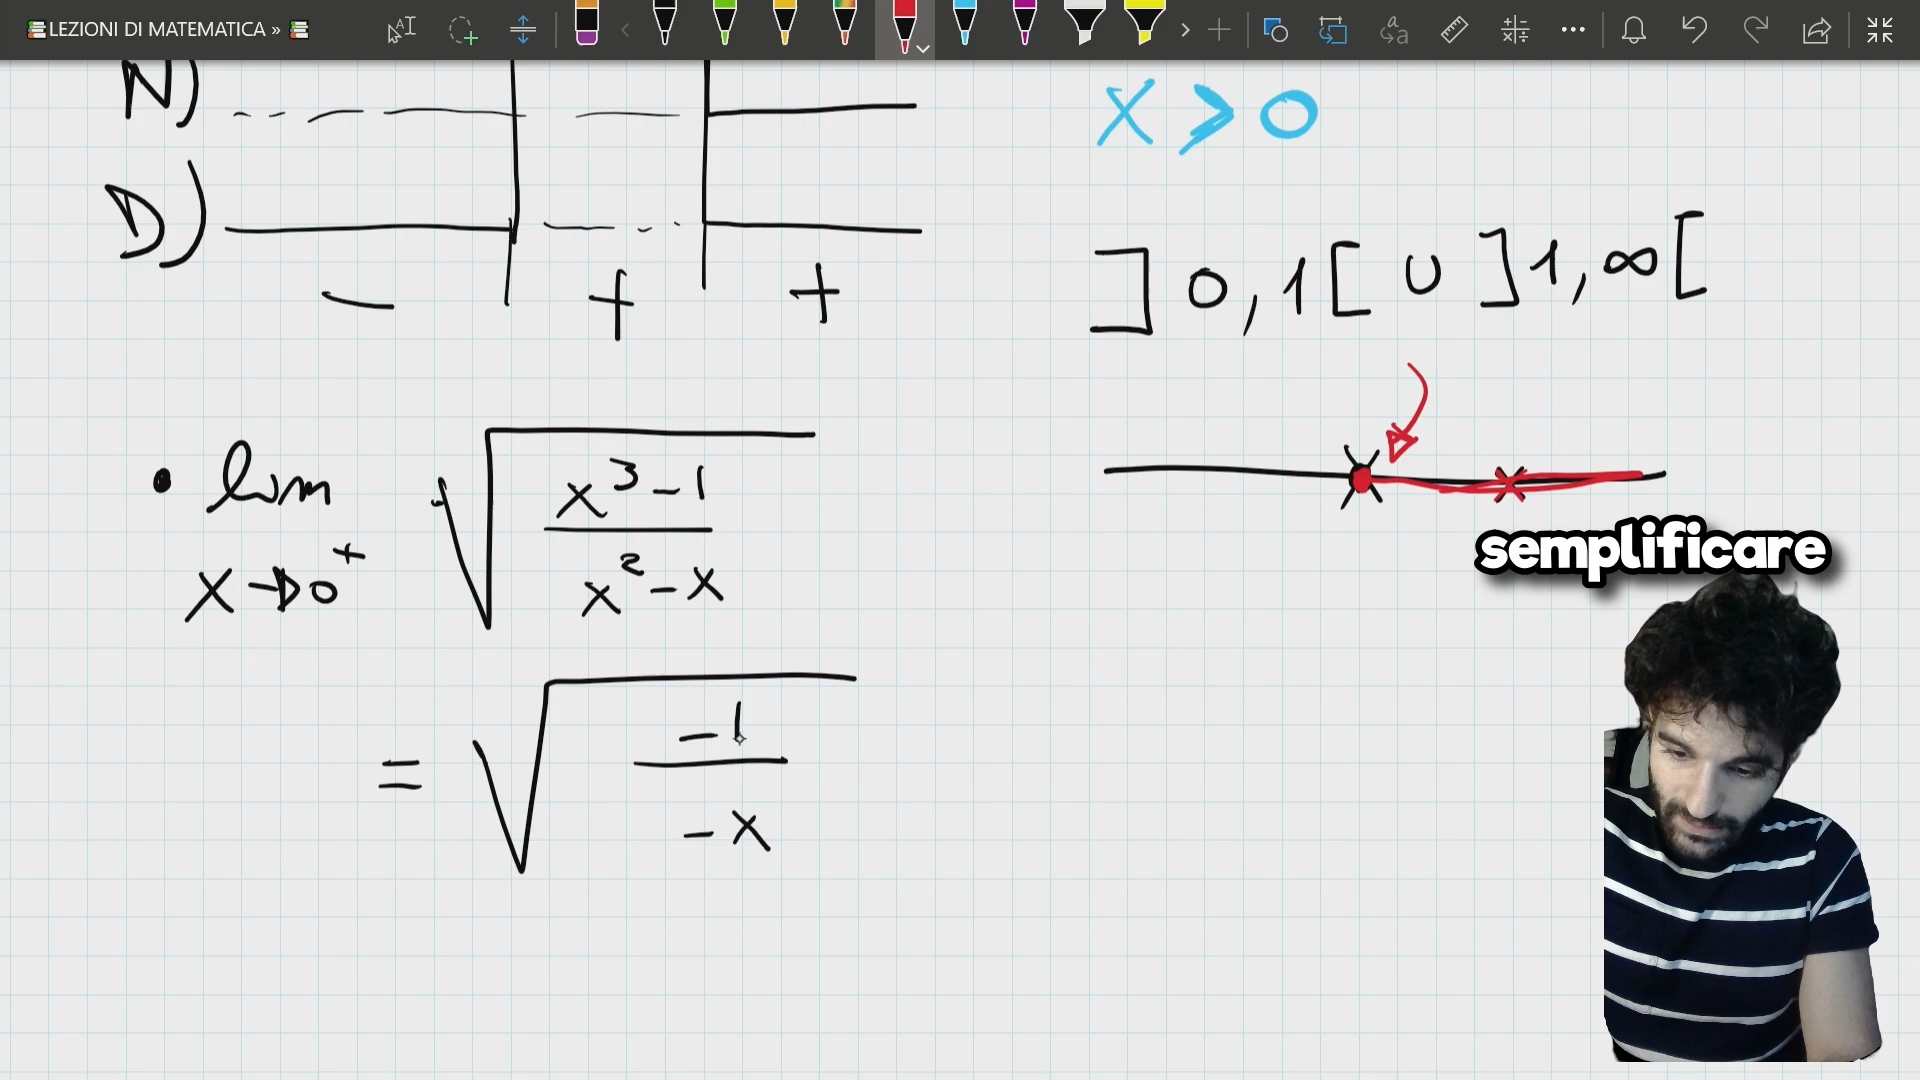 LEZIONI DI MATEMATICA »
N)
D)
− + +
x > 0
]0,1[ ∪ ]1,∞[
• lim √((x³−1)/(x²−x))
x→0⁺
semplificare
= √((−1)/(−x))